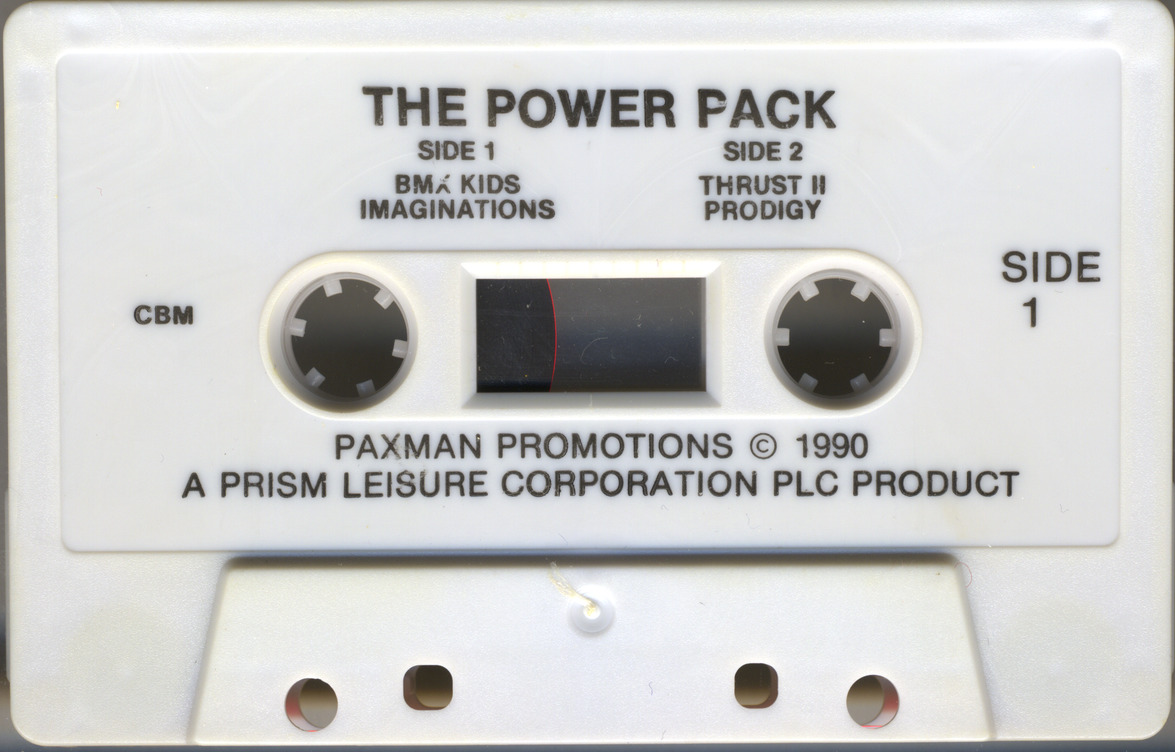 THE POWER PACK
SIDE 1 SIDE 2
BMX KIDS THRUST II
IMAGINATIONS PRODIGY
SIDE
1
CBM
PAXMAN PROMOTIONS © 1990
A PRISM LEISURE CORPORATION PLC PRODUCT